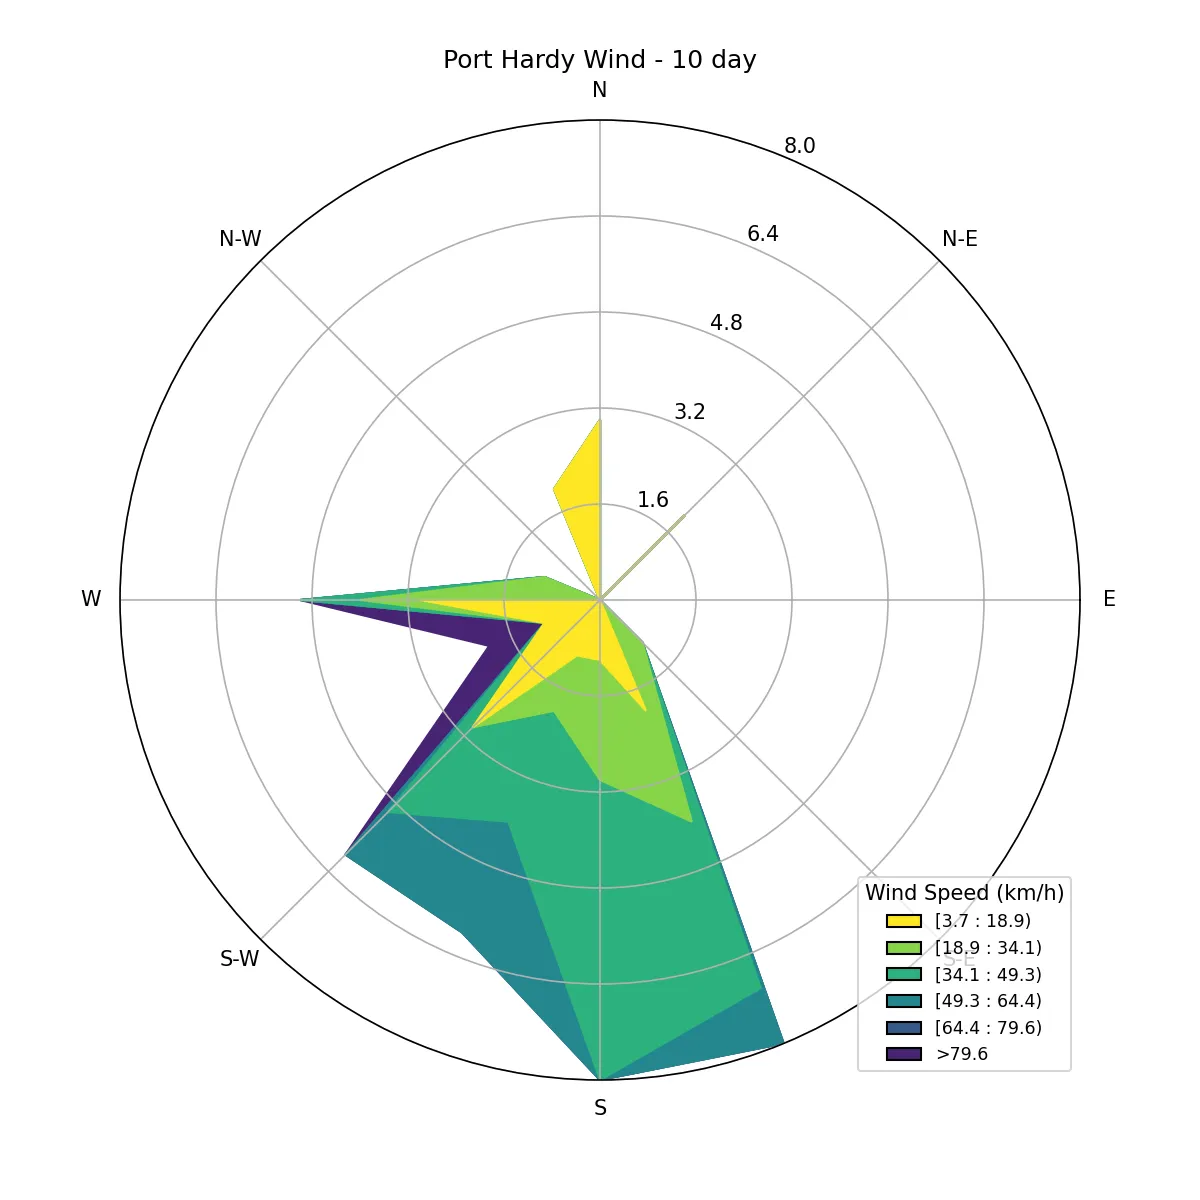 Port Hardy Wind - 10 day
N
8.0
N-W
6.4
N-E
4.8
3.2
1.6
W
E
Wind Speed (km/h)
[3.7 : 18.9)
[18.9 : 34.1)
S-W
S-E
[34.1 : 49.3)
[49.3 : 64.4)
[64.4 : 79.6)
>79.6
S